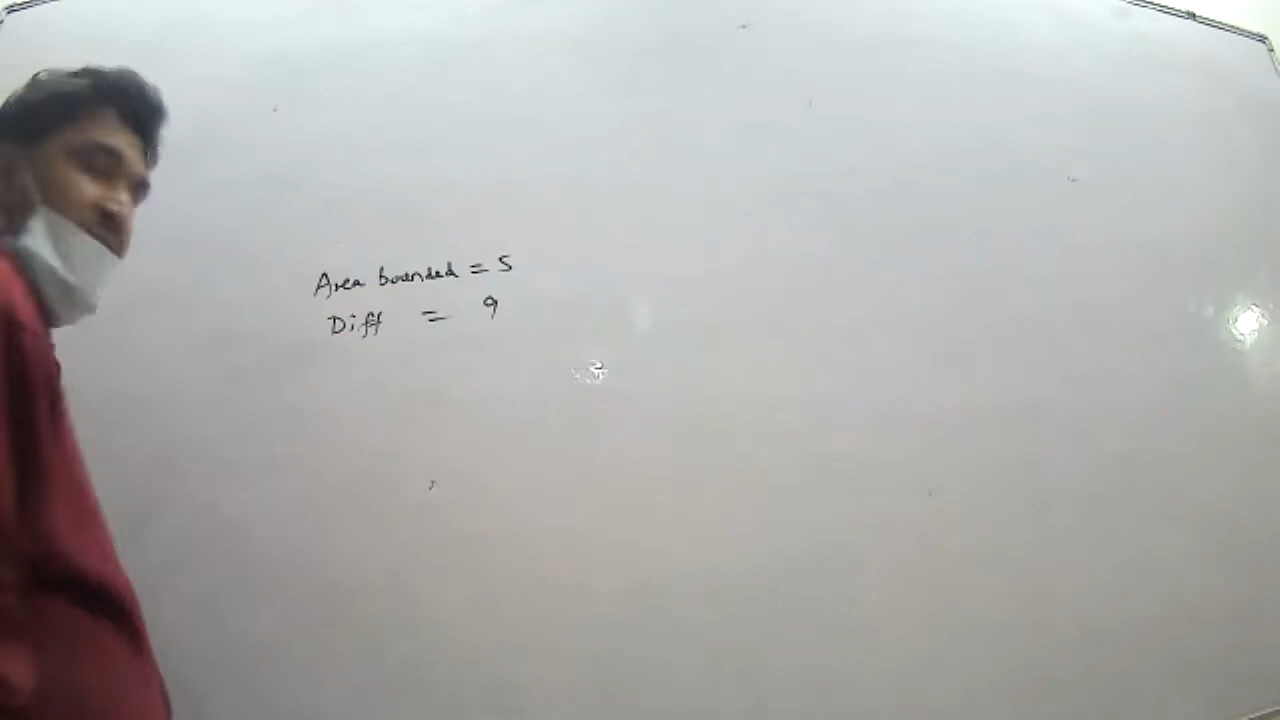 Area bounded = 5
Diff = 9